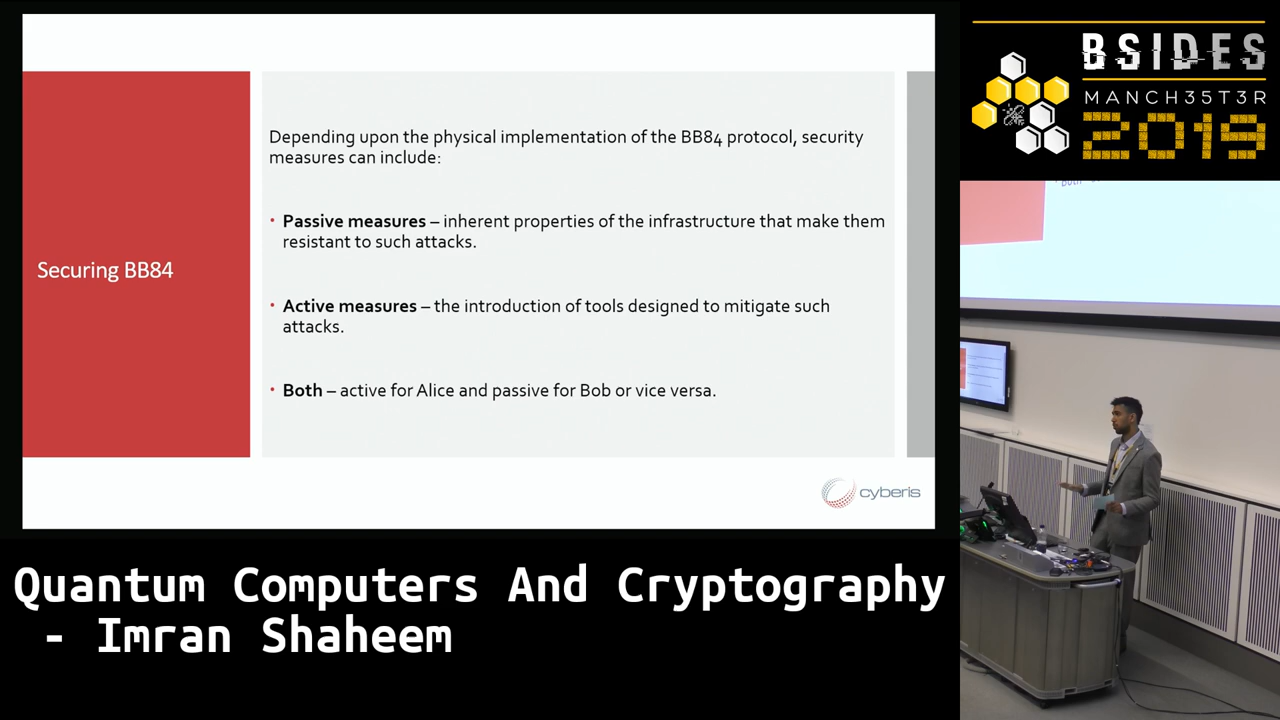 Depending upon the physical implementation of the BB84 protocol, security
measures can include:
• Passive measures – inherent properties of the infrastructure that make them
resistant to such attacks.
Securing BB84
• Active measures – the introduction of tools designed to mitigate such
attacks.
• Both – active for Alice and passive for Bob or vice versa.
cyberis
BSIDES
MANCH35T3R
2019
Quantum Computers And Cryptography
- Imran Shaheem